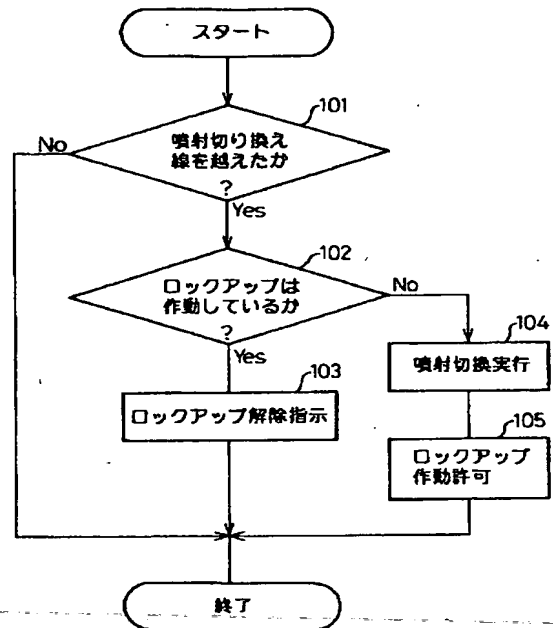 スタート
101
噴射切り換え
線を越えたか
?
No
Yes
102
ロックアップは
作動しているか
?
No
Yes
104
噴射切換実行
103
ロックアップ解除指示
105
ロックアップ
作動許可
終了